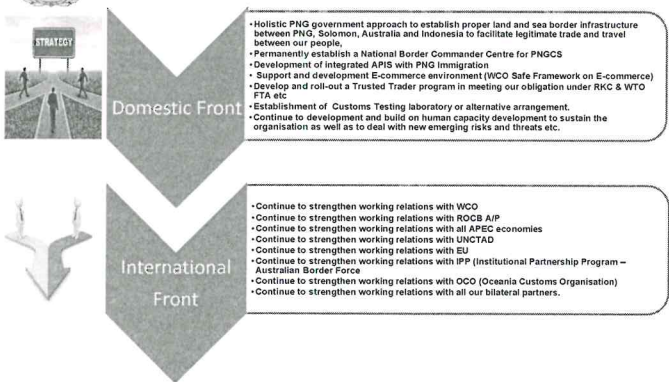 STRATEGY
Domestic Front
•Holistic PNG government approach to establish proper land and sea border infrastructure
between PNG, Solomon, Australia and Indonesia to facilitate legitimate trade and travel
between our people,
•Permanently establish a National Border Commander Centre for PNGCS
•Development of integrated APIS with PNG Immigration
• Support and development E-commerce environment (WCO Safe Framework on E-commerce)
•Develop and roll-out a Trusted Trader program in meeting our obligation under RKC & WTO
FTA etc
•Establishment of Customs Testing laboratory or alternative arrangement.
•Continue to development and build on human capacity development to sustain the
organisation as well as to deal with new emerging risks and threats etc.
International
Front
•Continue to strengthen working relations with WCO
•Continue to strengthen working relations with ROCB A/P
•Continue to strengthen working relations with all APEC economies
•Continue to strengthen working relations with UNCTAD
•Continue to strengthen working relations with EU
•Continue to strengthen working relations with IPP (Institutional Partnership Program –
Australian Border Force
•Continue to strengthen working relations with OCO (Oceania Customs Organisation)
•Continue to strengthen working relations with all our bilateral partners.